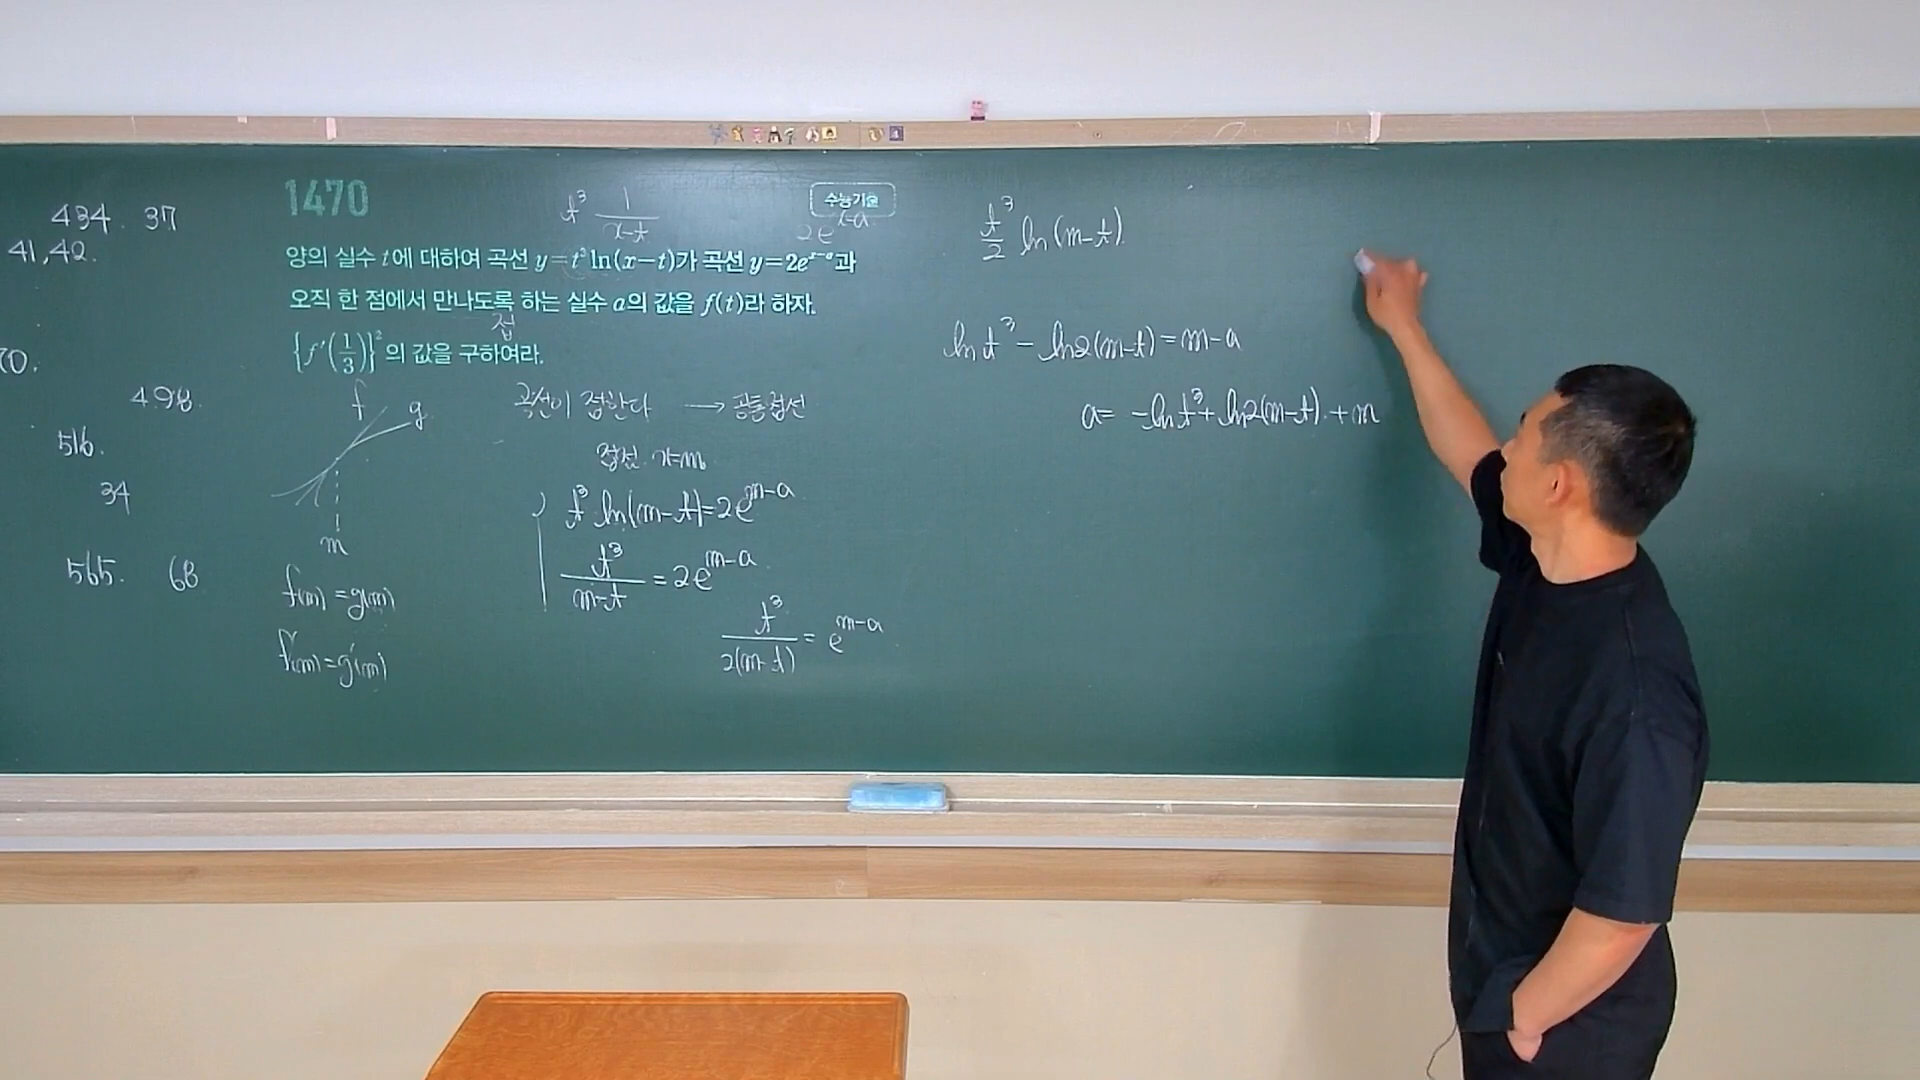 434. 37
41,42.
70.
498.
516.
34
565. 68
1470
수능기출
t³ 1/(x-t)
2e^(x-a)
양의 실수 t에 대하여 곡선 y=t³ln(x-t)가 곡선 y=2e^(x-a)과
오직 한 점에서 만나도록 하는 실수 a의 값을 f(t)라 하자.
접
{f'(1/3)}²의 값을 구하여라.
f g
m
f(m)=g(m)
f'(m)=g'(m)
곡선이 접한다 → 공통접선
접점 x=m
t³ ln(m-t)=2e^(m-a)
t³/(m-t) = 2e^(m-a)
t³/(2(m-t)) = e^(m-a)
t³/2 ln(m-t)
ln t³ - ln2(m-t)=m-a
a= -ln t³+ln2(m-t).+m